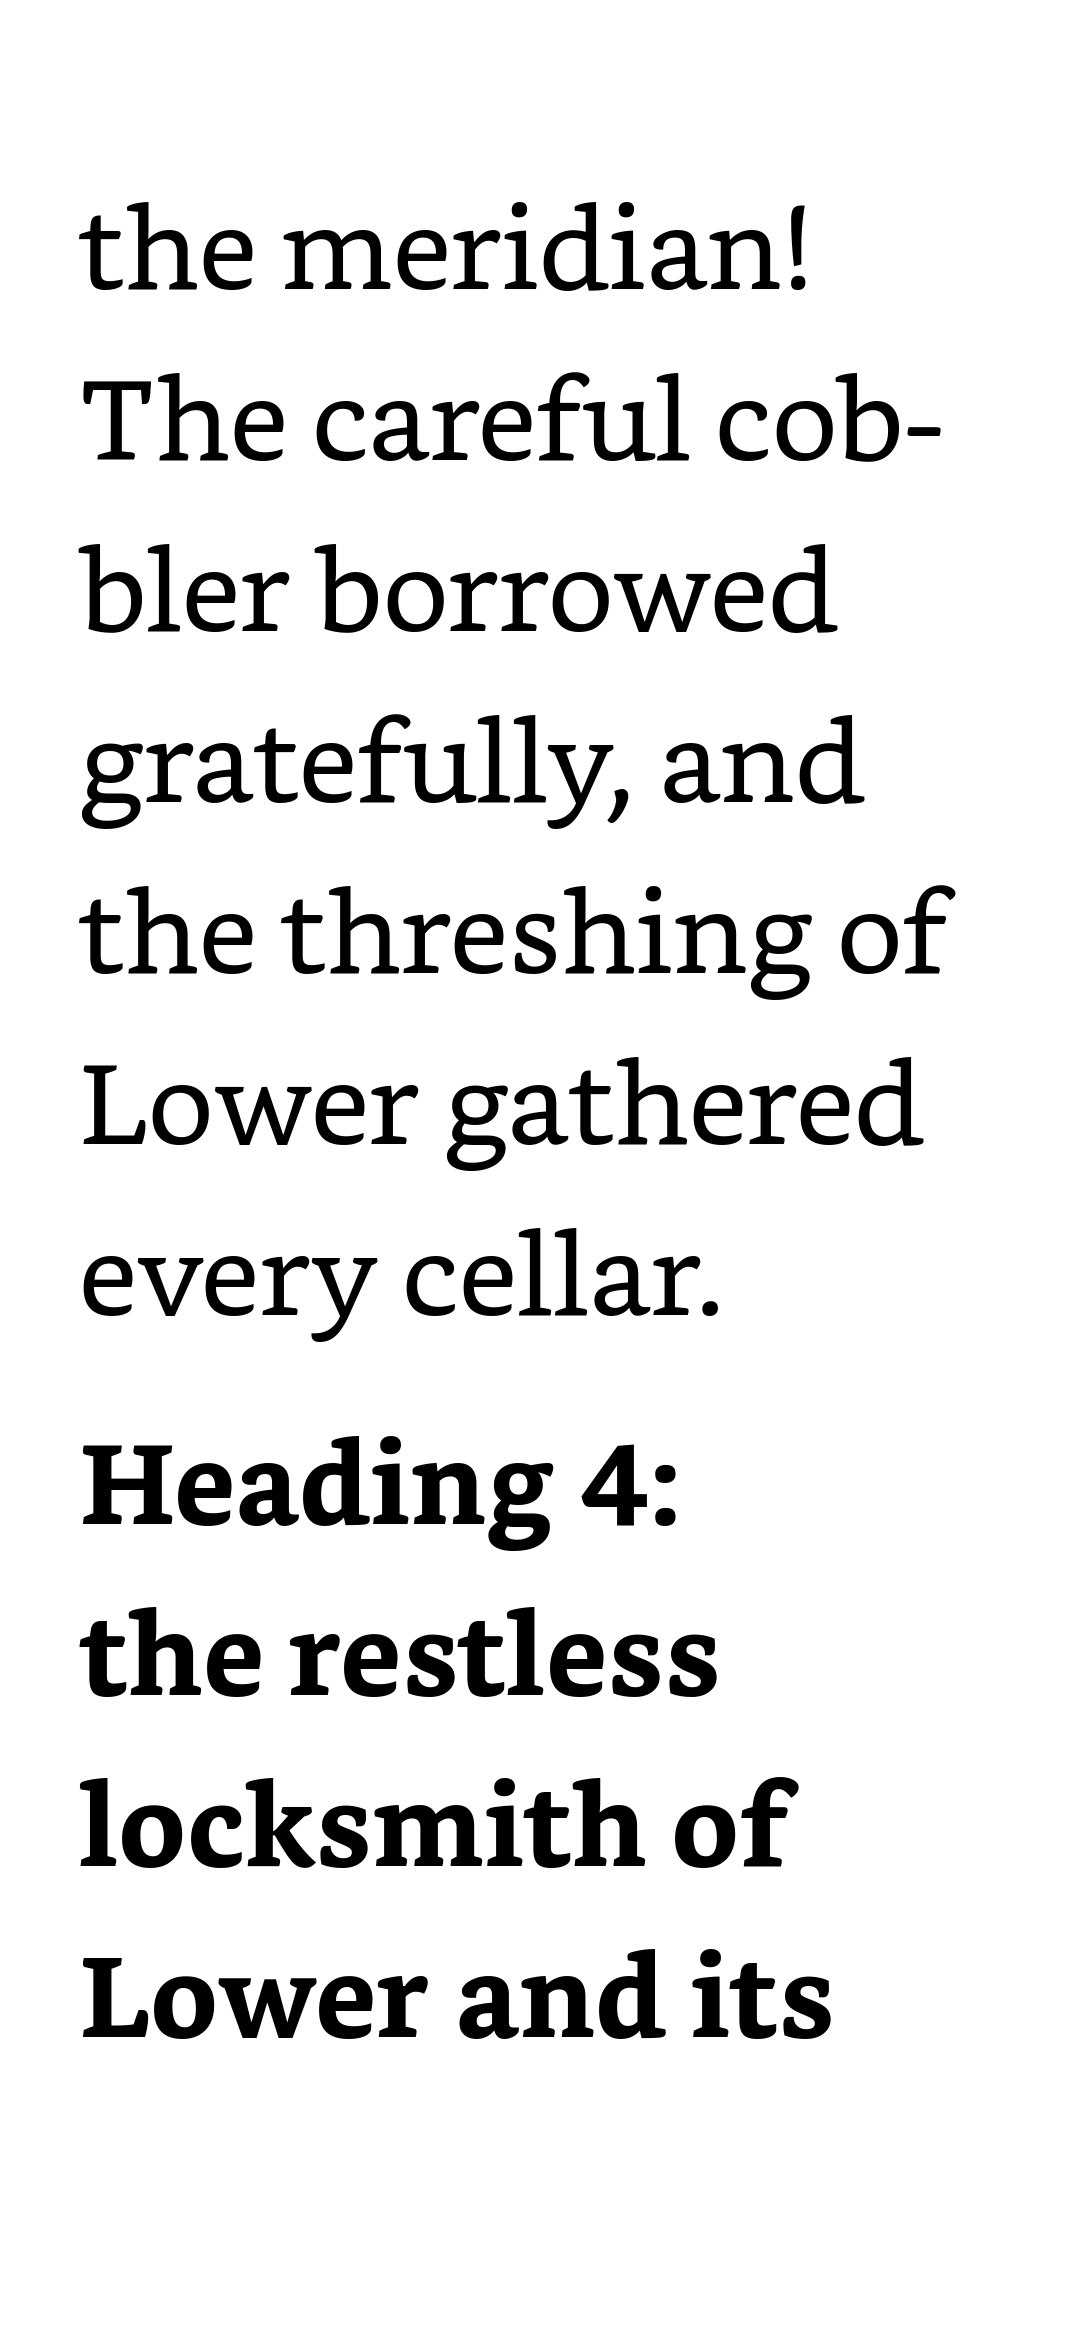 the meridian!
The careful cob-
bler borrowed
gratefully, and
the threshing of
Lower gathered
every cellar.
Heading 4:
the restless
locksmith of
Lower and its